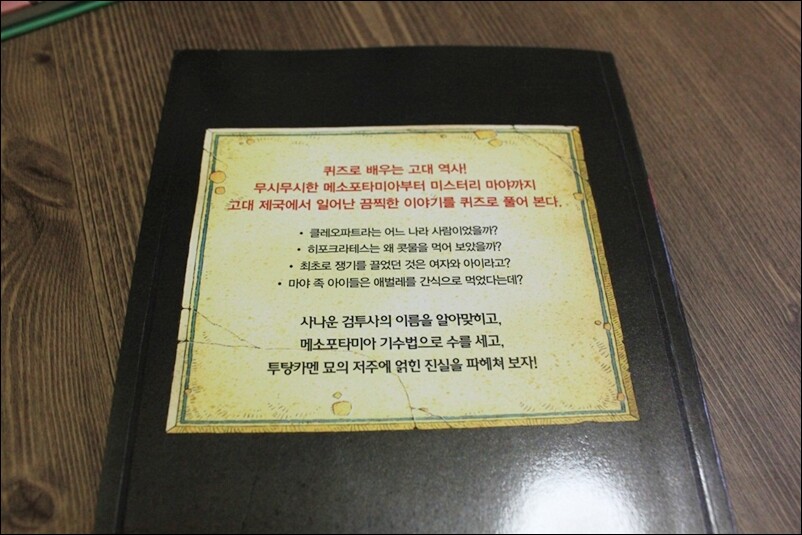 퀴즈로 배우는 고대 역사!
무시무시한 메소포타미아부터 미스터리 마야까지
고대 제국에서 일어난 끔찍한 이야기를 퀴즈로 풀어 본다.
• 클레오파트라는 어느 나라 사람이었을까?
• 히포크라테스는 왜 콧물을 먹어 보았을까?
• 최초로 쟁기를 끌었던 것은 여자와 아이라고?
• 마야 족 아이들은 애벌레를 간식으로 먹었다는데?
사나운 검투사의 이름을 알아맞히고,
메소포타미아 기수법으로 수를 세고,
투탕카멘 묘의 저주에 얽힌 진실을 파헤쳐 보자!